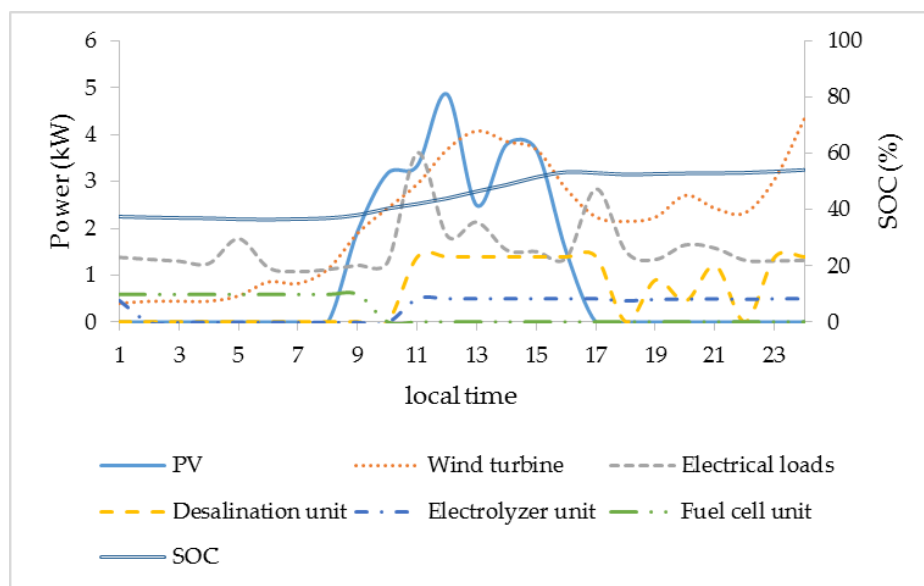 6
5
4
3
2
1
0
Power (kW)
100
80
60
40
20
0
SOC (%)
1 3 5 7 9 11 13 15 17 19 21 23
local time
PV Wind turbine Electrical loads
Desalination unit Electrolyzer unit Fuel cell unit
SOC